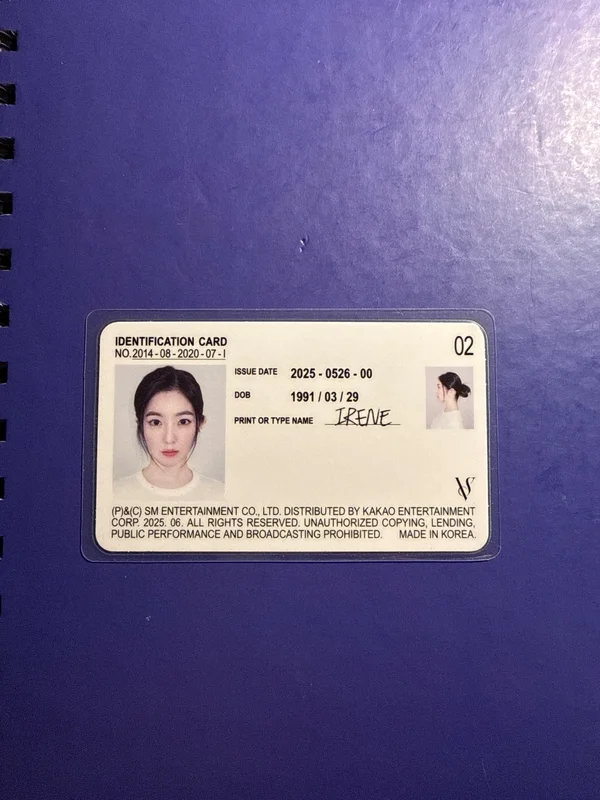 IDENTIFICATION CARD
NO. 2014 - 08 - 2020 - 07 - I
02
ISSUE DATE 2025 - 0526 - 00
DOB 1991 / 03 / 29
PRINT OR TYPE NAME IRENE
(P)&(C) SM ENTERTAINMENT CO., LTD. DISTRIBUTED BY KAKAO ENTERTAINMENT
CORP. 2025. 06. ALL RIGHTS RESERVED. UNAUTHORIZED COPYING, LENDING,
PUBLIC PERFORMANCE AND BROADCASTING PROHIBITED. MADE IN KOREA.